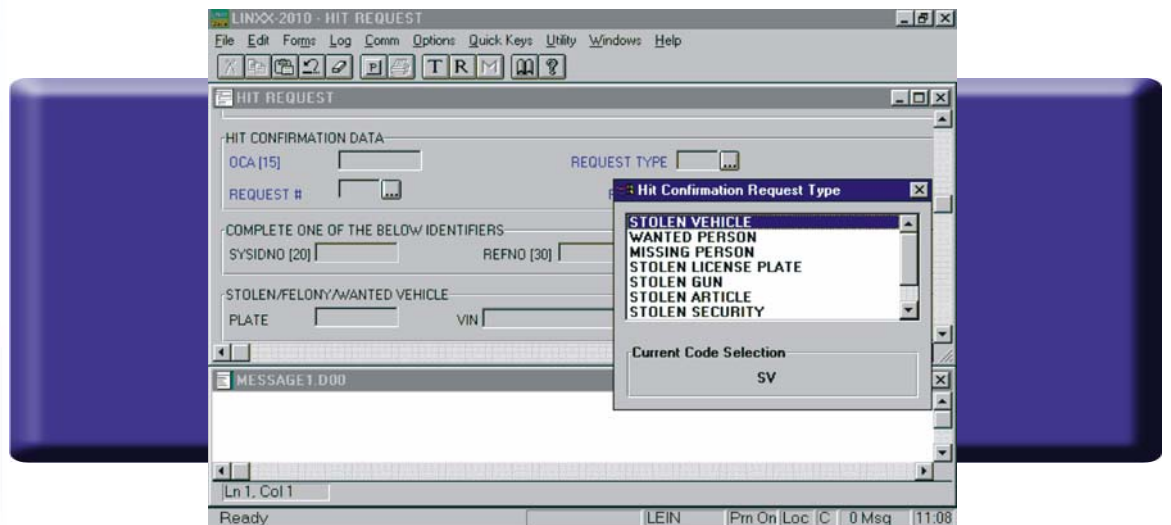 LINXX-2010 - HIT REQUEST
File Edit Forms Log Comm Options Quick Keys Utility Windows Help
P T R M ?
HIT REQUEST
HIT CONFIRMATION DATA
OCA [15] REQUEST TYPE ...
REQUEST # ...
COMPLETE ONE OF THE BELOW IDENTIFIERS
SYSIDNO [20] REFNO [30]
STOLEN/FELONY/WANTED VEHICLE
PLATE VIN
Hit Confirmation Request Type
STOLEN VEHICLE
WANTED PERSON
MISSING PERSON
STOLEN LICENSE PLATE
STOLEN GUN
STOLEN ARTICLE
STOLEN SECURITY
Current Code Selection
SV
MESSAGE1.D00
Ln 1, Col 1
Ready LEIN Prn On Loc C 0 Msg 11:08